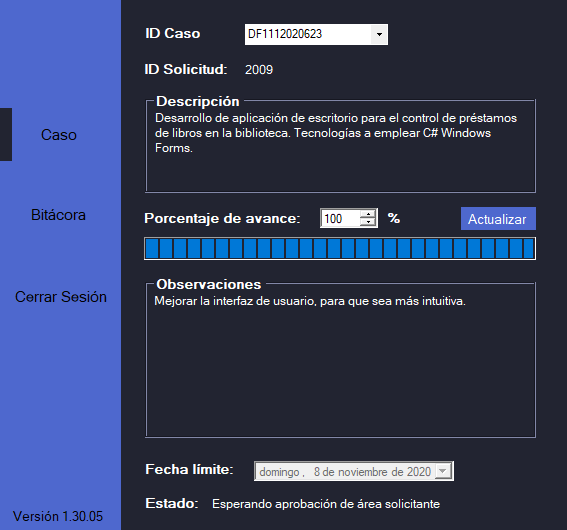 Caso
Bitácora
Cerrar Sesión
Versión 1.30.05
ID Caso DF1112020623
ID Solicitud: 2009
Descripción
Desarrollo de aplicación de escritorio para el control de préstamos
de libros en la biblioteca. Tecnologías a emplear C# Windows
Forms.
Porcentaje de avance: 100 % Actualizar
Observaciones
Mejorar la interfaz de usuario, para que sea más intuitiva.
Fecha límite: domingo , 8 de noviembre de 2020
Estado: Esperando aprobación de área solicitante